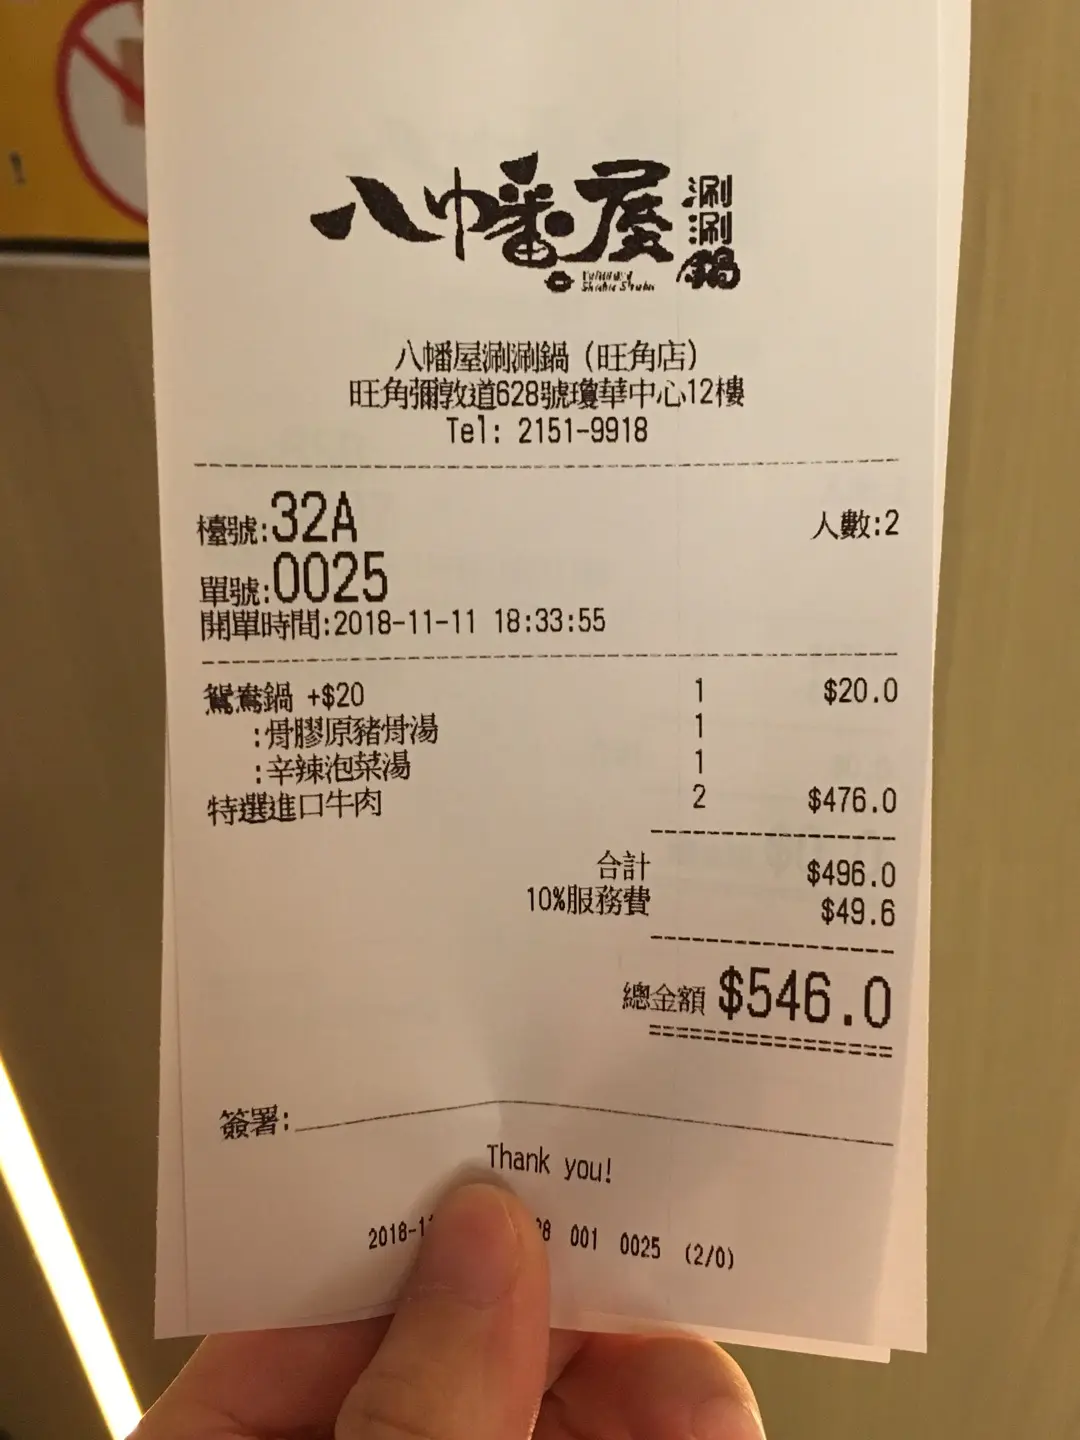 八幡屋 涮涮鍋
八幡屋涮涮鍋（旺角店）
旺角彌敦道628號瓊華中心12樓
Tel: 2151-9918
檯號:32A 人數:2
單號:0025
開單時間:2018-11-11 18:33:55
鴛鴦鍋 +$20 1 $20.0
:骨膠原豬骨湯 1
:辛辣泡菜湯 1
特選進口牛肉 2 $476.0
合計 $496.0
10%服務費 $49.6
總金額 $546.0
簽署:
Thank you!
2018-1 38 001 0025 (2/0)